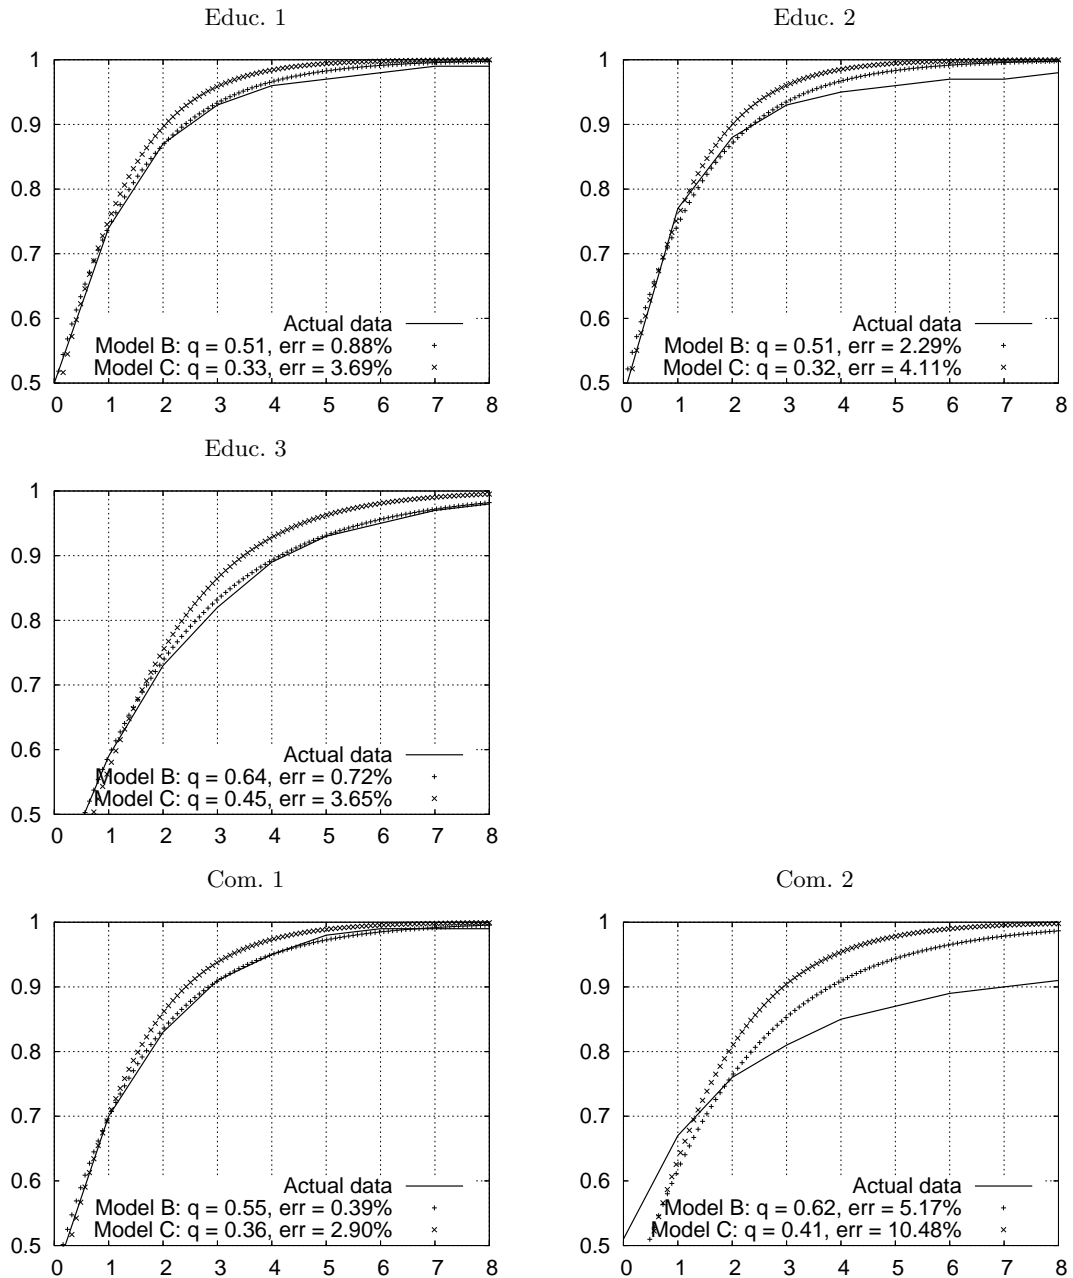 Educ. 1
1
0.9
0.8
0.7
0.6
0.5
Actual data
Model B: q = 0.51, err = 0.88%
Model C: q = 0.33, err = 3.69%
0 1 2 3 4 5 6 7 8
Educ. 2
1
0.9
0.8
0.7
0.6
0.5
Actual data
Model B: q = 0.51, err = 2.29%
Model C: q = 0.32, err = 4.11%
0 1 2 3 4 5 6 7 8
Educ. 3
1
0.9
0.8
0.7
0.6
0.5
Actual data
Model B: q = 0.64, err = 0.72%
Model C: q = 0.45, err = 3.65%
0 1 2 3 4 5 6 7 8
Com. 1
1
0.9
0.8
0.7
0.6
0.5
Actual data
Model B: q = 0.55, err = 0.39%
Model C: q = 0.36, err = 2.90%
0 1 2 3 4 5 6 7 8
Com. 2
1
0.9
0.8
0.7
0.6
0.5
Actual data
Model B: q = 0.62, err = 5.17%
Model C: q = 0.41, err = 10.48%
0 1 2 3 4 5 6 7 8